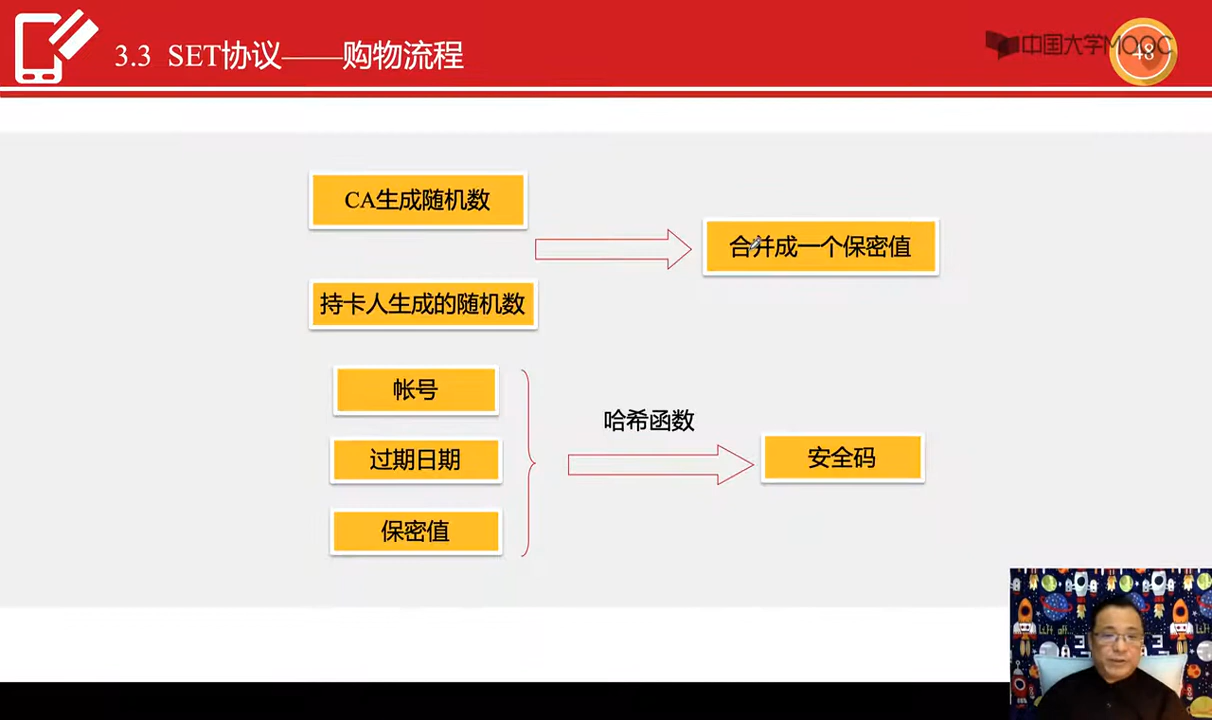 3.3 SET协议——购物流程
中国大学MOOC
48
CA生成随机数
合并成一个保密值
持卡人生成的随机数
帐号
哈希函数
过期日期
安全码
保密值